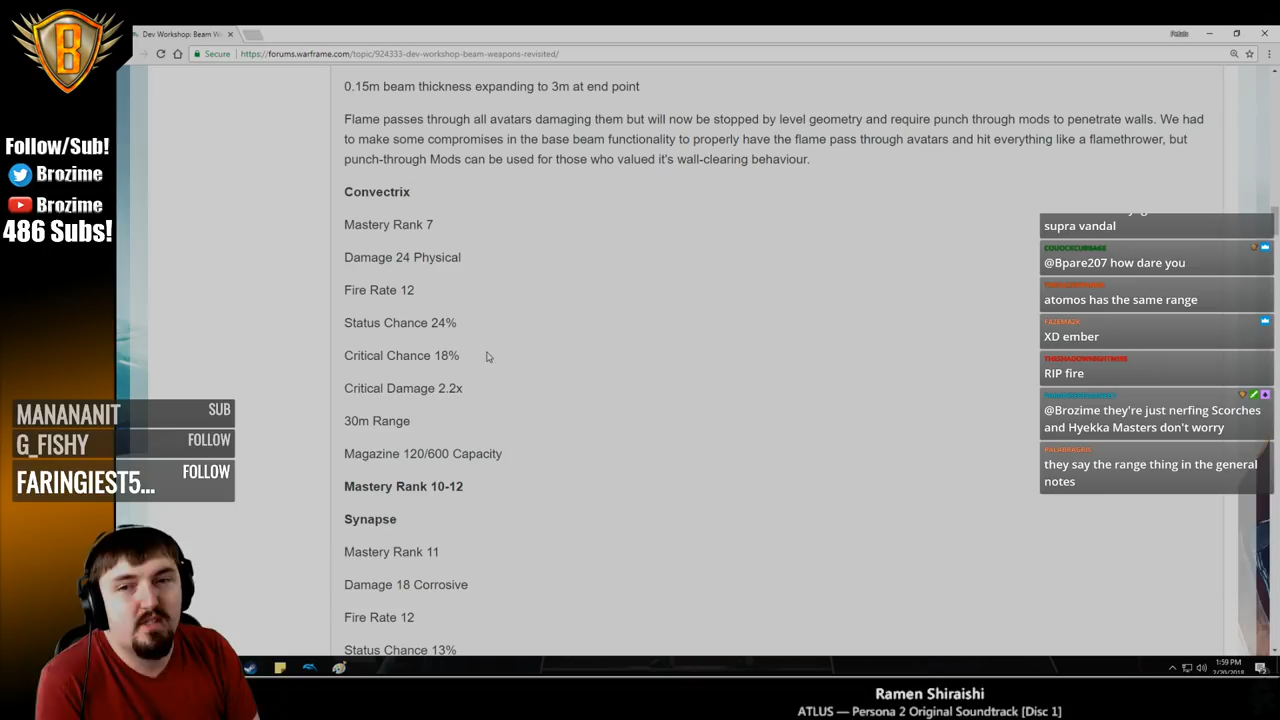 Dev Workshop: Beam W
Secure
https://forums.warframe.com/topic/924333-dev-workshop-beam-weapons-revisited/
B
Follow/Sub!
Brozime
Brozime
486 Subs!
0.15m beam thickness expanding to 3m at end point
Flame passes through all avatars damaging them but will now be stopped by level geometry and require punch through mods to penetrate walls. We had
to make some compromises in the base beam functionality to properly have the flame pass through avatars and hit everything like a flamethrower, but
punch-through Mods can be used for those who valued it's wall-clearing behaviour.
Convectrix
Mastery Rank 7
Damage 24 Physical
Fire Rate 12
Status Chance 24%
Critical Chance 18%
Critical Damage 2.2x
30m Range
Magazine 120/600 Capacity
Mastery Rank 10-12
Synapse
Mastery Rank 11
Damage 18 Corrosive
Fire Rate 12
Status Chance 13%
supra vandal
@Bpare207 how dare you
atomos has the same range
XD ember
RIP fire
@Brozime they're just nerfing Scorches
and Hyekka Masters don't worry
they say the range thing in the general
notes
MANANANIT SUB
G_FISHY FOLLOW
FARINGIEST5... FOLLOW
1:59 PM
2/20/2018
Ramen Shiraishi
ATLUS — Persona 2 Original Soundtrack [Disc 1]